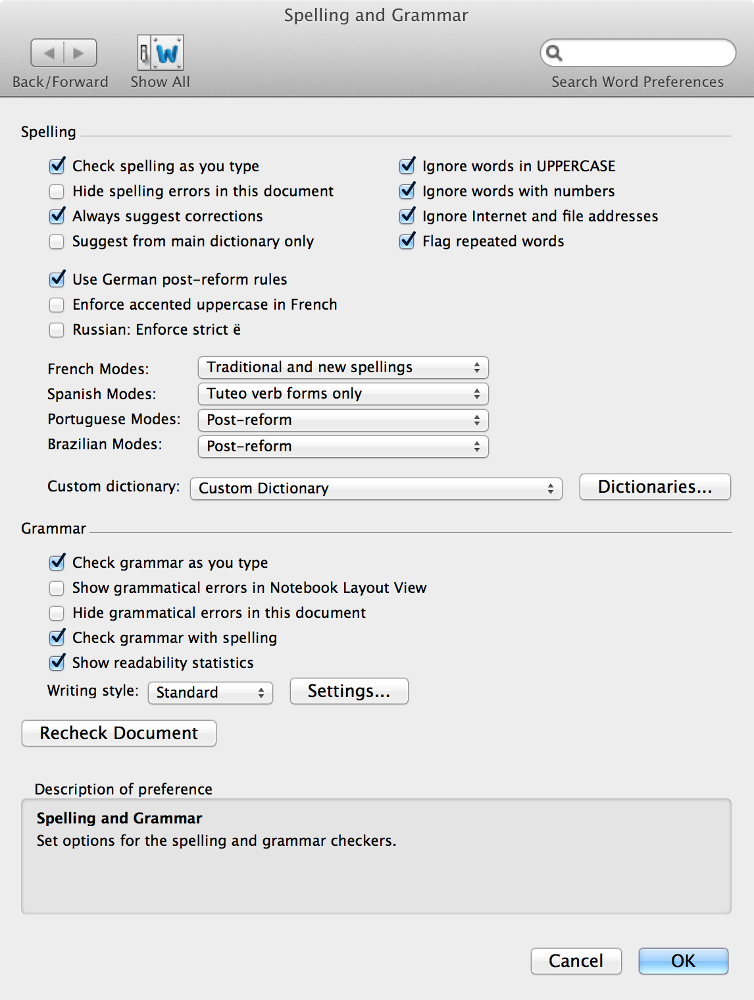 Spelling and Grammar
W
Back/Forward
Show All
Search Word Preferences
Spelling
Check spelling as you type
Hide spelling errors in this document
Always suggest corrections
Suggest from main dictionary only
Ignore words in UPPERCASE
Ignore words with numbers
Ignore Internet and file addresses
Flag repeated words
Use German post-reform rules
Enforce accented uppercase in French
Russian: Enforce strict ë
French Modes: Traditional and new spellings
Spanish Modes: Tuteo verb forms only
Portuguese Modes: Post-reform
Brazilian Modes: Post-reform
Custom dictionary: Custom Dictionary Dictionaries...
Grammar
Check grammar as you type
Show grammatical errors in Notebook Layout View
Hide grammatical errors in this document
Check grammar with spelling
Show readability statistics
Writing style: Standard Settings...
Recheck Document
Description of preference
Spelling and Grammar
Set options for the spelling and grammar checkers.
Cancel OK